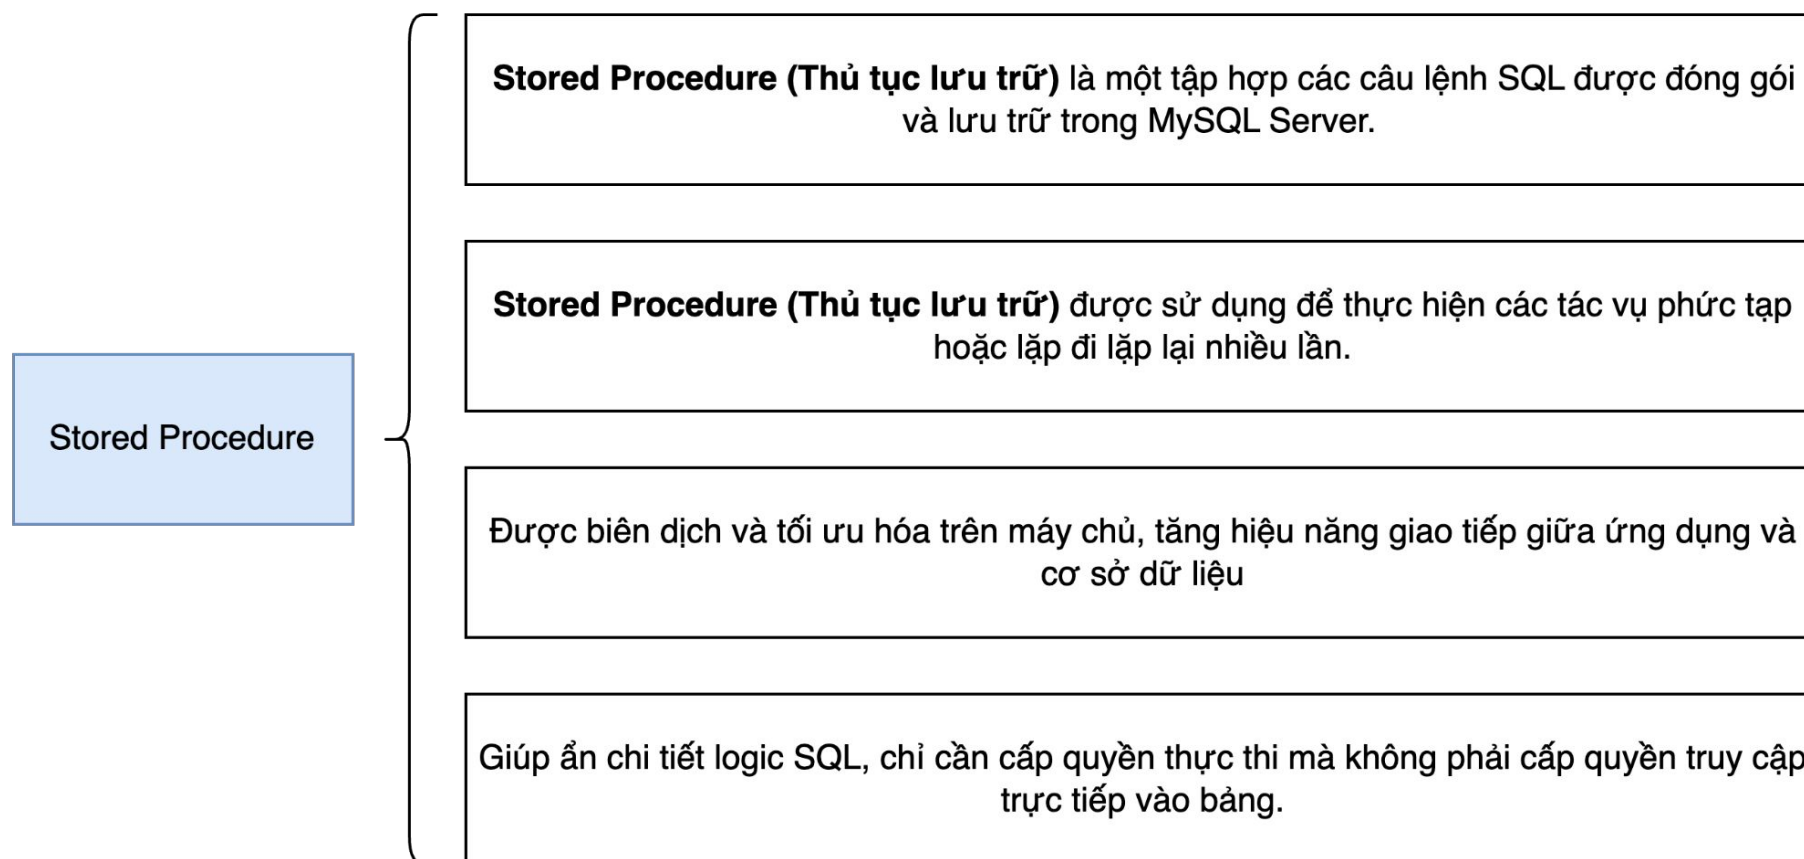 Stored Procedure
Stored Procedure (Thủ tục lưu trữ) là một tập hợp các câu lệnh SQL được đóng gói
và lưu trữ trong MySQL Server.
Stored Procedure (Thủ tục lưu trữ) được sử dụng để thực hiện các tác vụ phức tạp
hoặc lặp đi lặp lại nhiều lần.
Được biên dịch và tối ưu hóa trên máy chủ, tăng hiệu năng giao tiếp giữa ứng dụng và
cơ sở dữ liệu
Giúp ẩn chi tiết logic SQL, chỉ cần cấp quyền thực thi mà không phải cấp quyền truy cập
trực tiếp vào bảng.